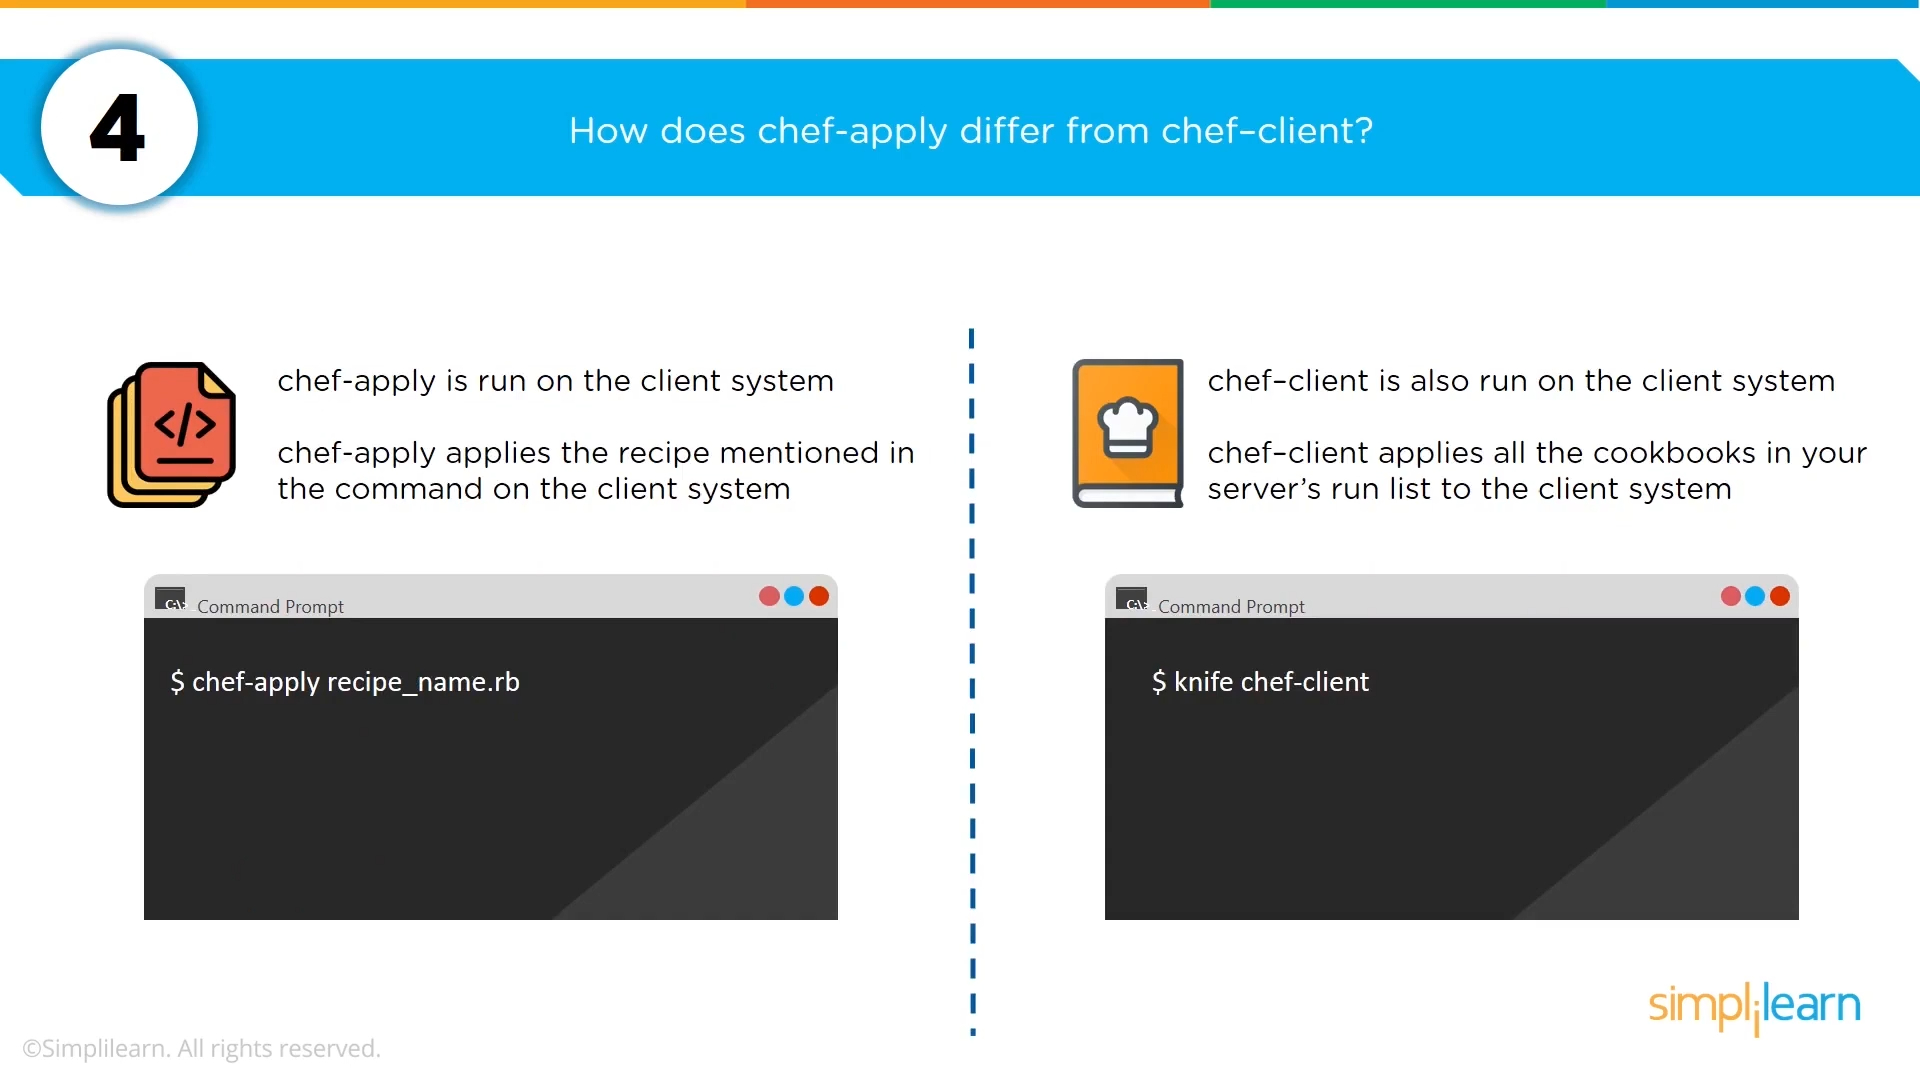 4
How does chef-apply differ from chef–client?
chef-apply is run on the client system
chef-apply applies the recipe mentioned in
the command on the client system
C:\>_ Command Prompt
$ chef-apply recipe_name.rb
chef–client is also run on the client system
chef–client applies all the cookbooks in your
server’s run list to the client system
C:\>_ Command Prompt
$ knife chef-client
simplilearn
©Simplilearn. All rights reserved.